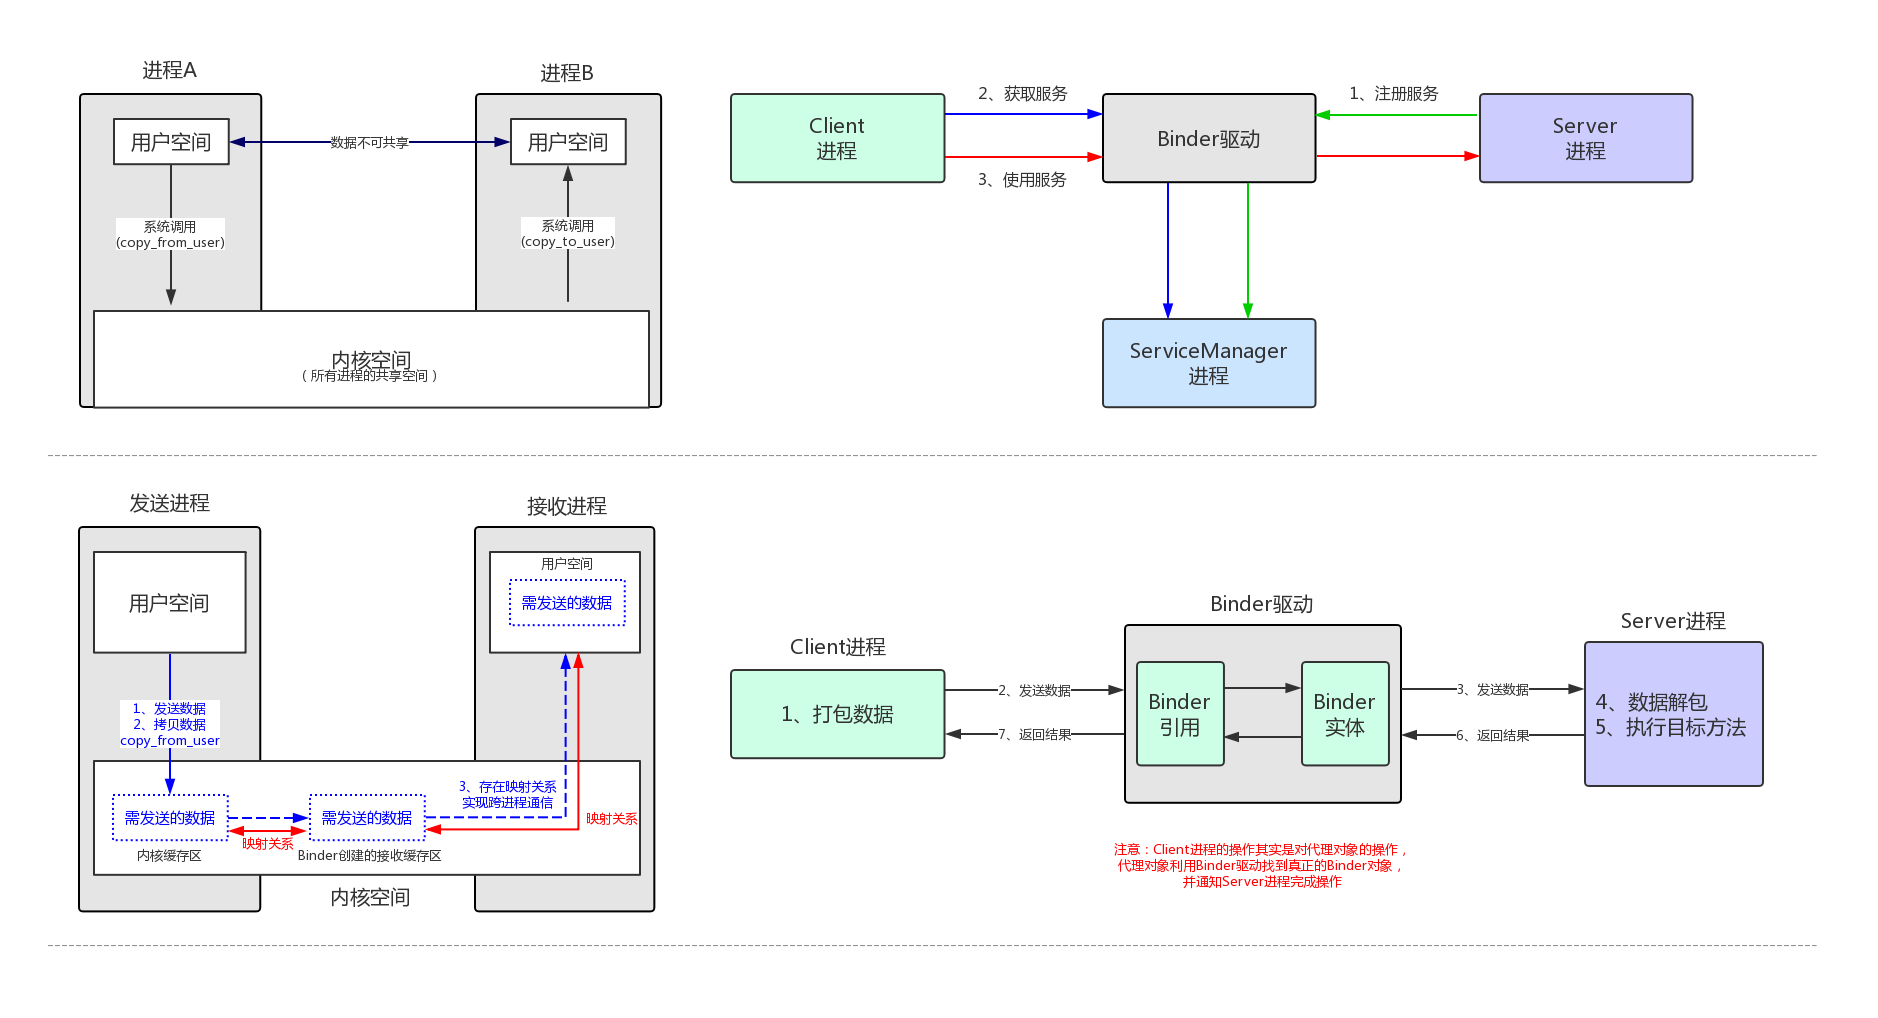 进程A
进程B
用户空间
数据不可共享
用户空间
系统调用
(copy_from_user)
系统调用
(copy_to_user)
内核空间
（所有进程的共享空间）
Client
进程
2、获取服务
3、使用服务
Binder驱动
1、注册服务
Server
进程
ServiceManager
进程
发送进程
接收进程
用户空间
用户空间
需发送的数据
1、发送数据
2、拷贝数据
copy_from_user
3、存在映射关系
实现跨进程通信
需发送的数据
需发送的数据
映射关系
映射关系
内核缓存区
Binder创建的接收缓存区
内核空间
Client进程
1、打包数据
2、发送数据
7、返回结果
Binder驱动
Binder
引用
Binder
实体
3、发送数据
6、返回结果
Server进程
4、数据解包
5、执行目标方法
注意：Client进程的操作其实是对代理对象的操作，
代理对象利用Binder驱动找到真正的Binder对象，
并通知Server进程完成操作